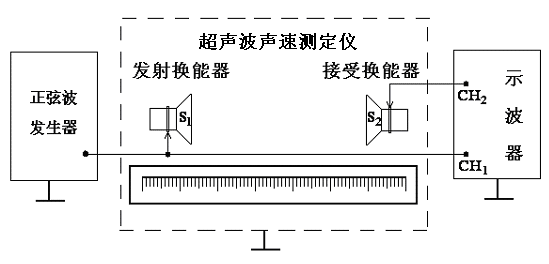 超声波声速测定仪
发射换能器
接受换能器
正弦波
发生器
S1
S2
示
波
器
CH2
CH1